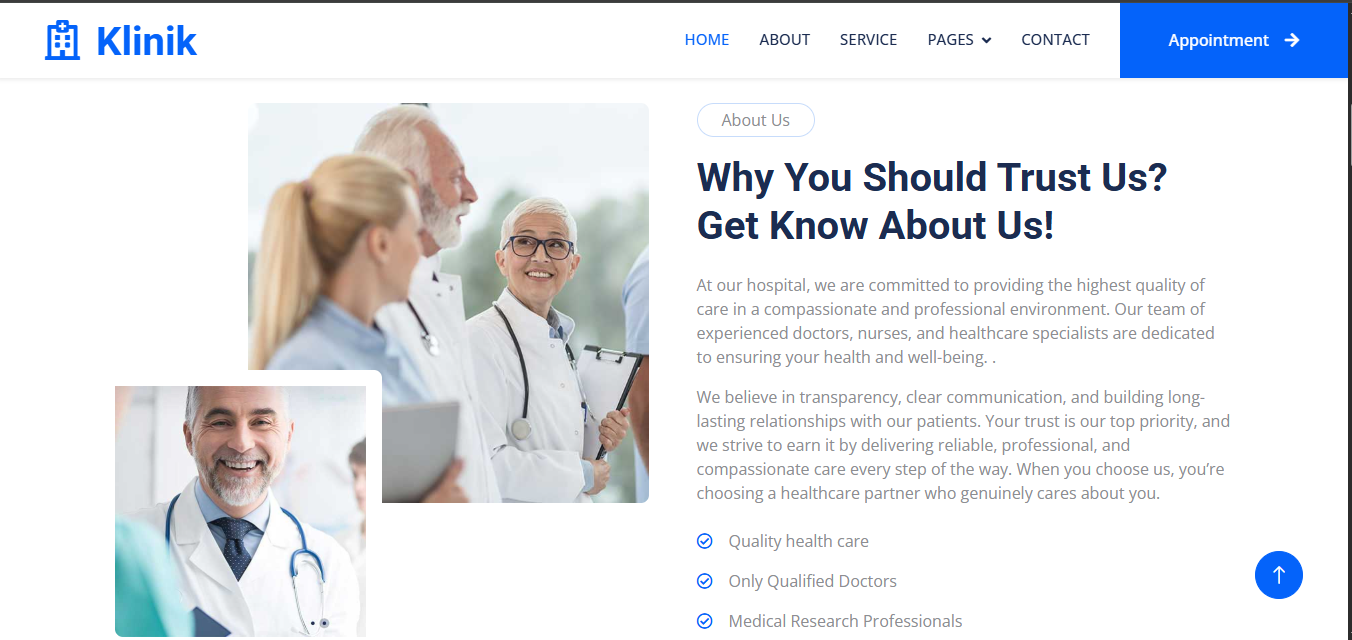 Klinik
HOME
ABOUT
SERVICE
PAGES
CONTACT
Appointment
About Us
Why You Should Trust Us?
Get Know About Us!
At our hospital, we are committed to providing the highest quality of
care in a compassionate and professional environment. Our team of
experienced doctors, nurses, and healthcare specialists are dedicated
to ensuring your health and well-being. .
We believe in transparency, clear communication, and building long-
lasting relationships with our patients. Your trust is our top priority, and
we strive to earn it by delivering reliable, professional, and
compassionate care every step of the way. When you choose us, you’re
choosing a healthcare partner who genuinely cares about you.
Quality health care
Only Qualified Doctors
Medical Research Professionals